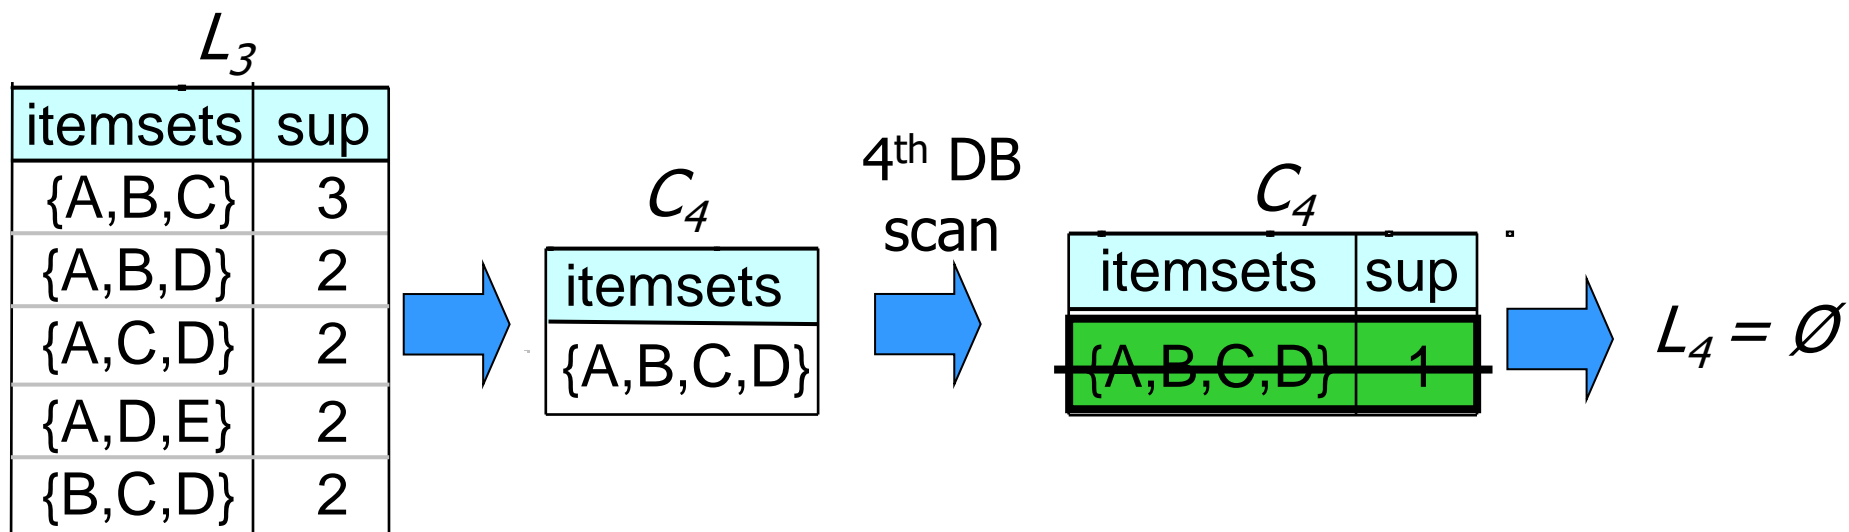 L3
itemsets sup
{A,B,C} 3
{A,B,D} 2
{A,C,D} 2
{A,D,E} 2
{B,C,D} 2
C4
itemsets
{A,B,C,D}
4th DB
scan
C4
itemsets sup
{A,B,C,D} 1
L4 = Ø